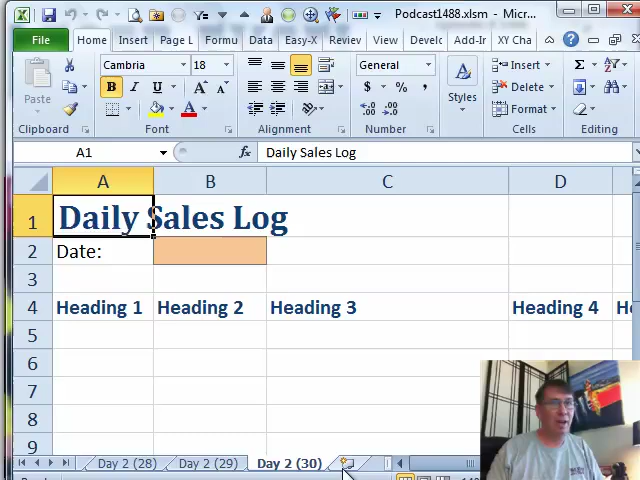 Podcast1488.xlsm - Micr...
File Home Insert Page L Formu Data Easy-X Review View Develc Add-Ir XY Cha
Cambria 18 General Insert
Paste Styles Delete
B I U A A $ % , Format
Clipboard Font Alignment Number Cells Editing
A1 fx Daily Sales Log
A B C D
1 Daily Sales Log
2 Date:
3
4 Heading 1 Heading 2 Heading 3 Heading 4 He
5
6
7
8
9
Day 2 (28) Day 2 (29) Day 2 (30)